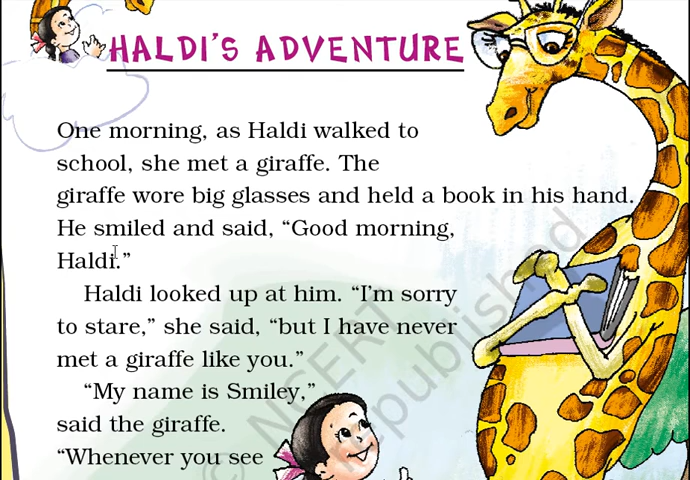 HALDI'S ADVENTURE
One morning, as Haldi walked to
school, she met a giraffe. The
giraffe wore big glasses and held a book in his hand.
He smiled and said, “Good morning,
Haldi.”
Haldi looked up at him. “I'm sorry
to stare,” she said, “but I have never
met a giraffe like you.”
“My name is Smiley,”
said the giraffe.
“Whenever you see
© NCERT
republished